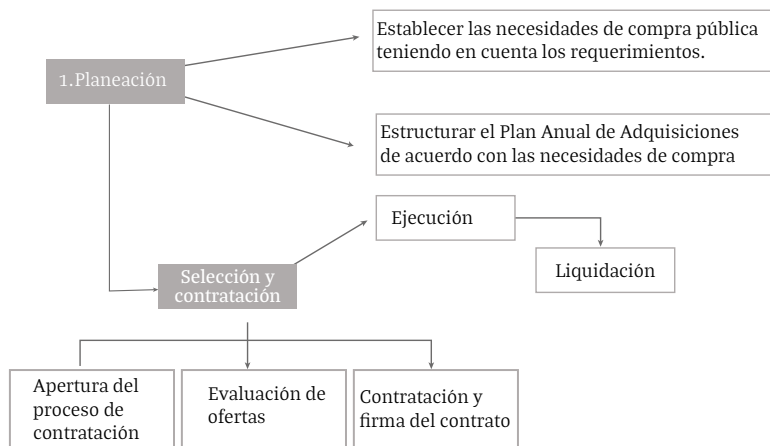 Establecer las necesidades de compra pública
teniendo en cuenta los requerimientos.
1.Planeación
Estructurar el Plan Anual de Adquisiciones
de acuerdo con las necesidades de compra
Ejecución
Liquidación
Selección y
contratación
Apertura del
proceso de
contratación
Evaluación de
ofertas
Contratación y
firma del contrato